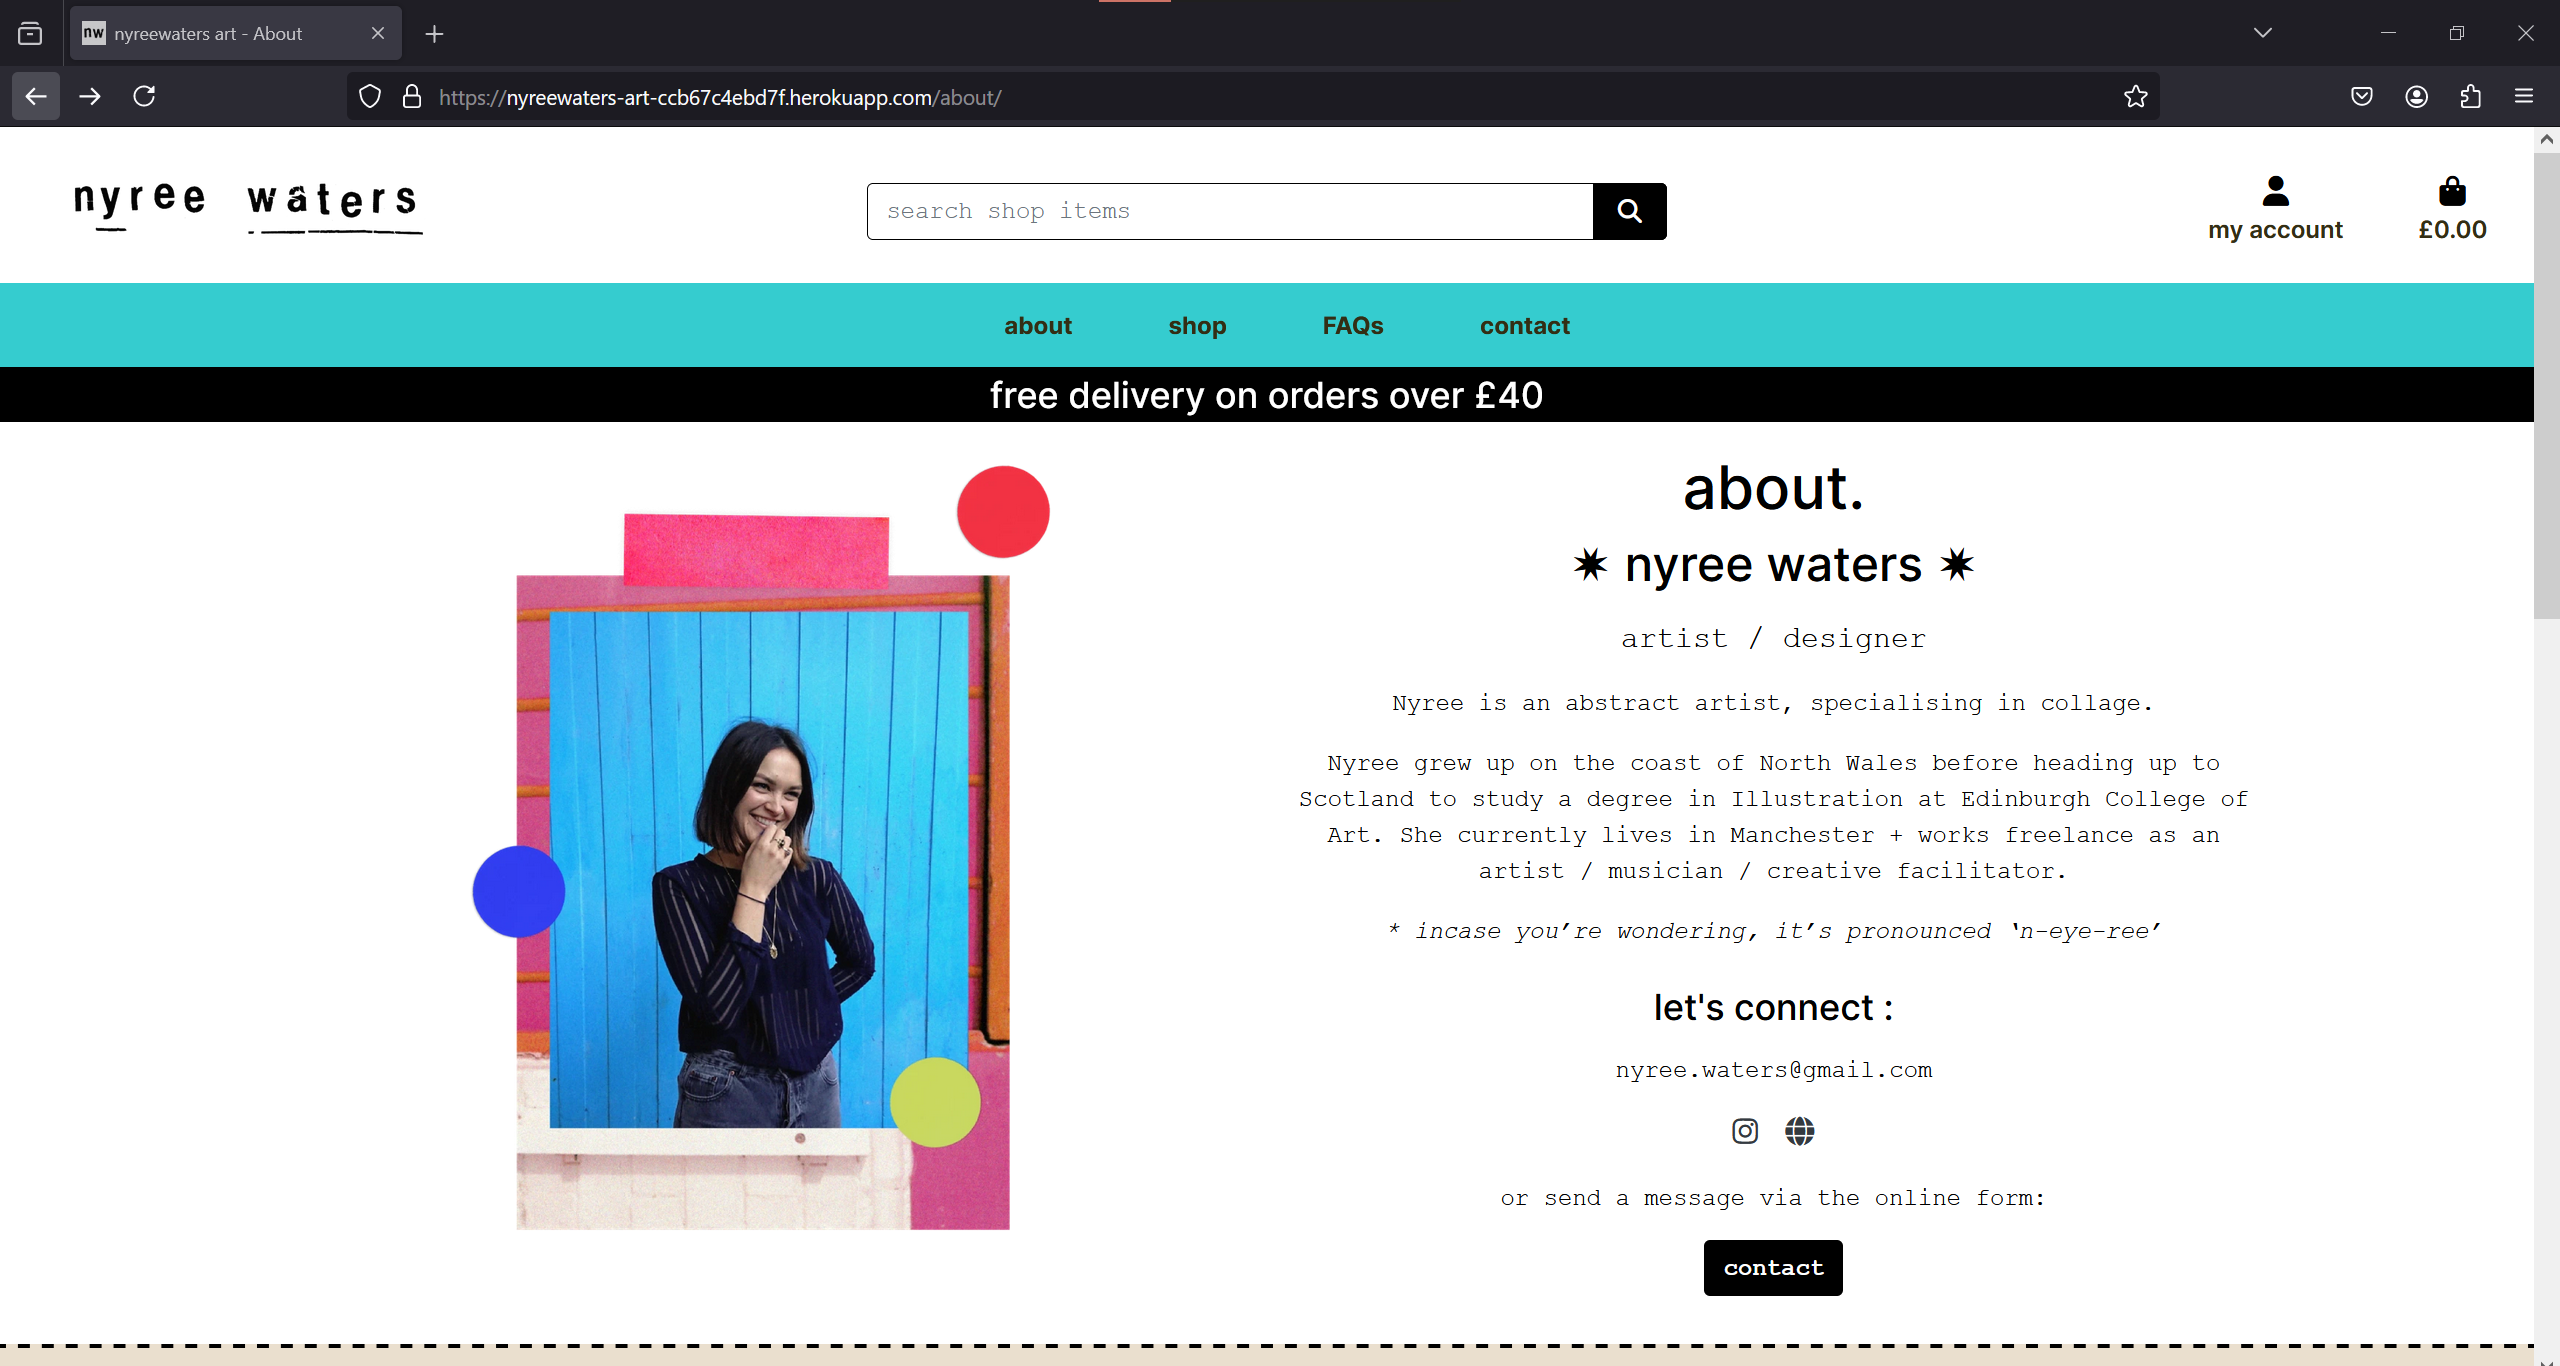 nw nyreewaters art - About
https://nyreewaters-art-ccb67c4ebd7f.herokuapp.com/about/
nyree waters
search shop items
my account
£0.00
about shop FAQs contact
free delivery on orders over £40
about.
✷ nyree waters ✷
artist / designer
Nyree is an abstract artist, specialising in collage.
Nyree grew up on the coast of North Wales before heading up to
Scotland to study a degree in Illustration at Edinburgh College of
Art. She currently lives in Manchester + works freelance as an
artist / musician / creative facilitator.
* incase you’re wondering, it’s pronounced ‘n-eye-ree’
let's connect :
nyree.waters@gmail.com
or send a message via the online form:
contact